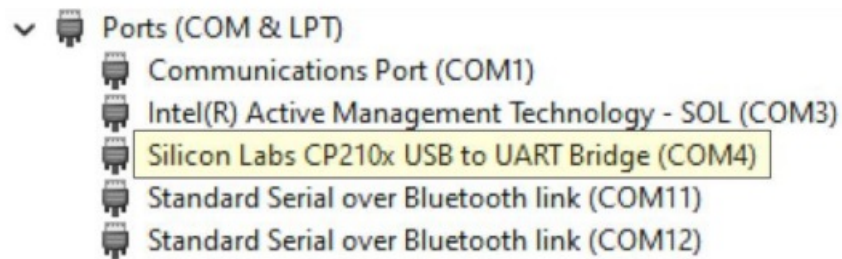 Ports (COM & LPT)
Communications Port (COM1)
Intel(R) Active Management Technology - SOL (COM3)
Silicon Labs CP210x USB to UART Bridge (COM4)
Standard Serial over Bluetooth link (COM11)
Standard Serial over Bluetooth link (COM12)